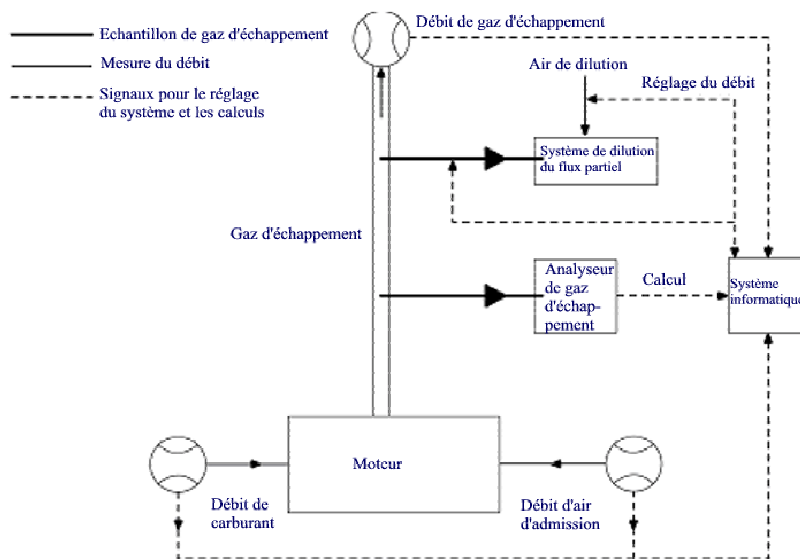 Débit de gaz d'échappement
Echantillon de gaz d'échappement
Mesure du débit
Signaux pour le réglage
du système et les calculs
Air de dilution
Réglage du débit
Système de dilution
du flux partiel
Gaz d'échappement
Analyseur
de gaz
d'échap-
pement
Calcul
Système
informatique
Moteur
Débit de
carburant
Débit d'air
d'admission